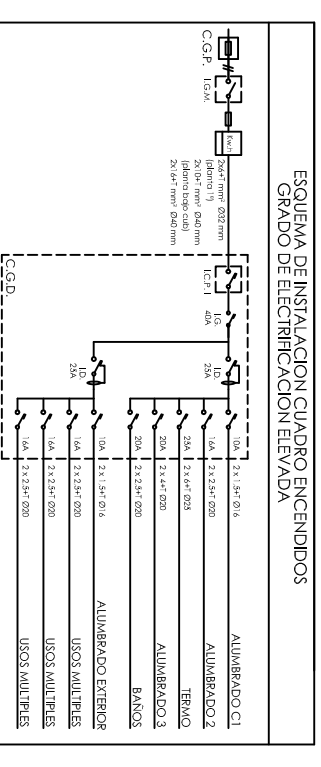 ESQUEMA DE INSTALACION CUADRO ENCENDIDOS
GRADO DE ELECTRIFICACION ELEVADA
C.G.P.
I.G.M.
Kw.h
2x6+T mm² Ø32 mm
(planta 1ª)
2x10+T mm² Ø40 mm
(planta bajo cub)
2x16+T mm² Ø40 mm
C.G.D.
I.C.P. I
I.G.
40A
I.D.
25A
I.D.
25A
10A 2 x 1.5+T Ø16 ALUMBRADO C1
16A 2 x 2.5+T Ø20 ALUMBRADO 2
25A 2 x 6+T Ø25 TERMO
20A 2 x 4+T Ø20 ALUMBRADO 3
20A 2 x 2.5+T Ø20 BAÑOS
10A 2 x 1.5+T Ø16 ALUMBRADO EXTERIOR
16A 2 x 2.5+T Ø20 USOS MULTIPLES
16A 2 x 2.5+T Ø20 USOS MULTIPLES
16A 2 x 2.5+T Ø20 USOS MULTIPLES